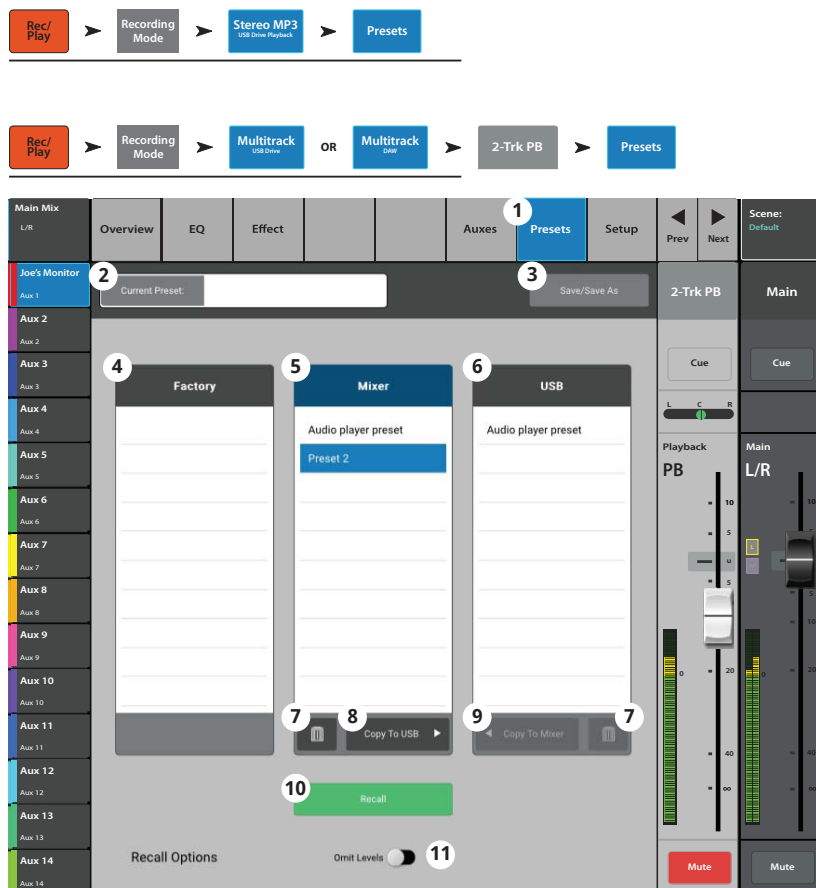 Rec/
Play
Recording
Mode
Stereo MP3
USB Drive Playback
Presets
Rec/
Play
Recording
Mode
Multitrack
USB Drive
OR
Multitrack
DAW
2-Trk PB
Presets
Main Mix
L/R
Overview
EQ
Effect
Auxes
1
Presets
Setup
Prev
Next
Scene:
Default
Joe's Monitor
Aux 1
2
Current Preset:
3
Save/Save As
2-Trk PB
Main
Aux 2
Aux 2
Aux 3
Aux 3
Aux 4
Aux 4
Aux 5
Aux 5
Aux 6
Aux 6
Aux 7
Aux 7
Aux 8
Aux 8
Aux 9
Aux 9
Aux 10
Aux 10
Aux 11
Aux 11
Aux 12
Aux 12
Aux 13
Aux 13
Aux 14
Aux 14
4
Factory
5
Mixer
Audio player preset
Preset 2
6
USB
Audio player preset
7
8
Copy To USB
9
Copy To Mixer
7
10
Recall
Recall Options
Omit Levels
11
Cue
L C R
Playback
PB
10
5
u
5
0
20
40
∞
Mute
Cue
Main
L/R
L
10
5
10
0
20
40
∞
Mute